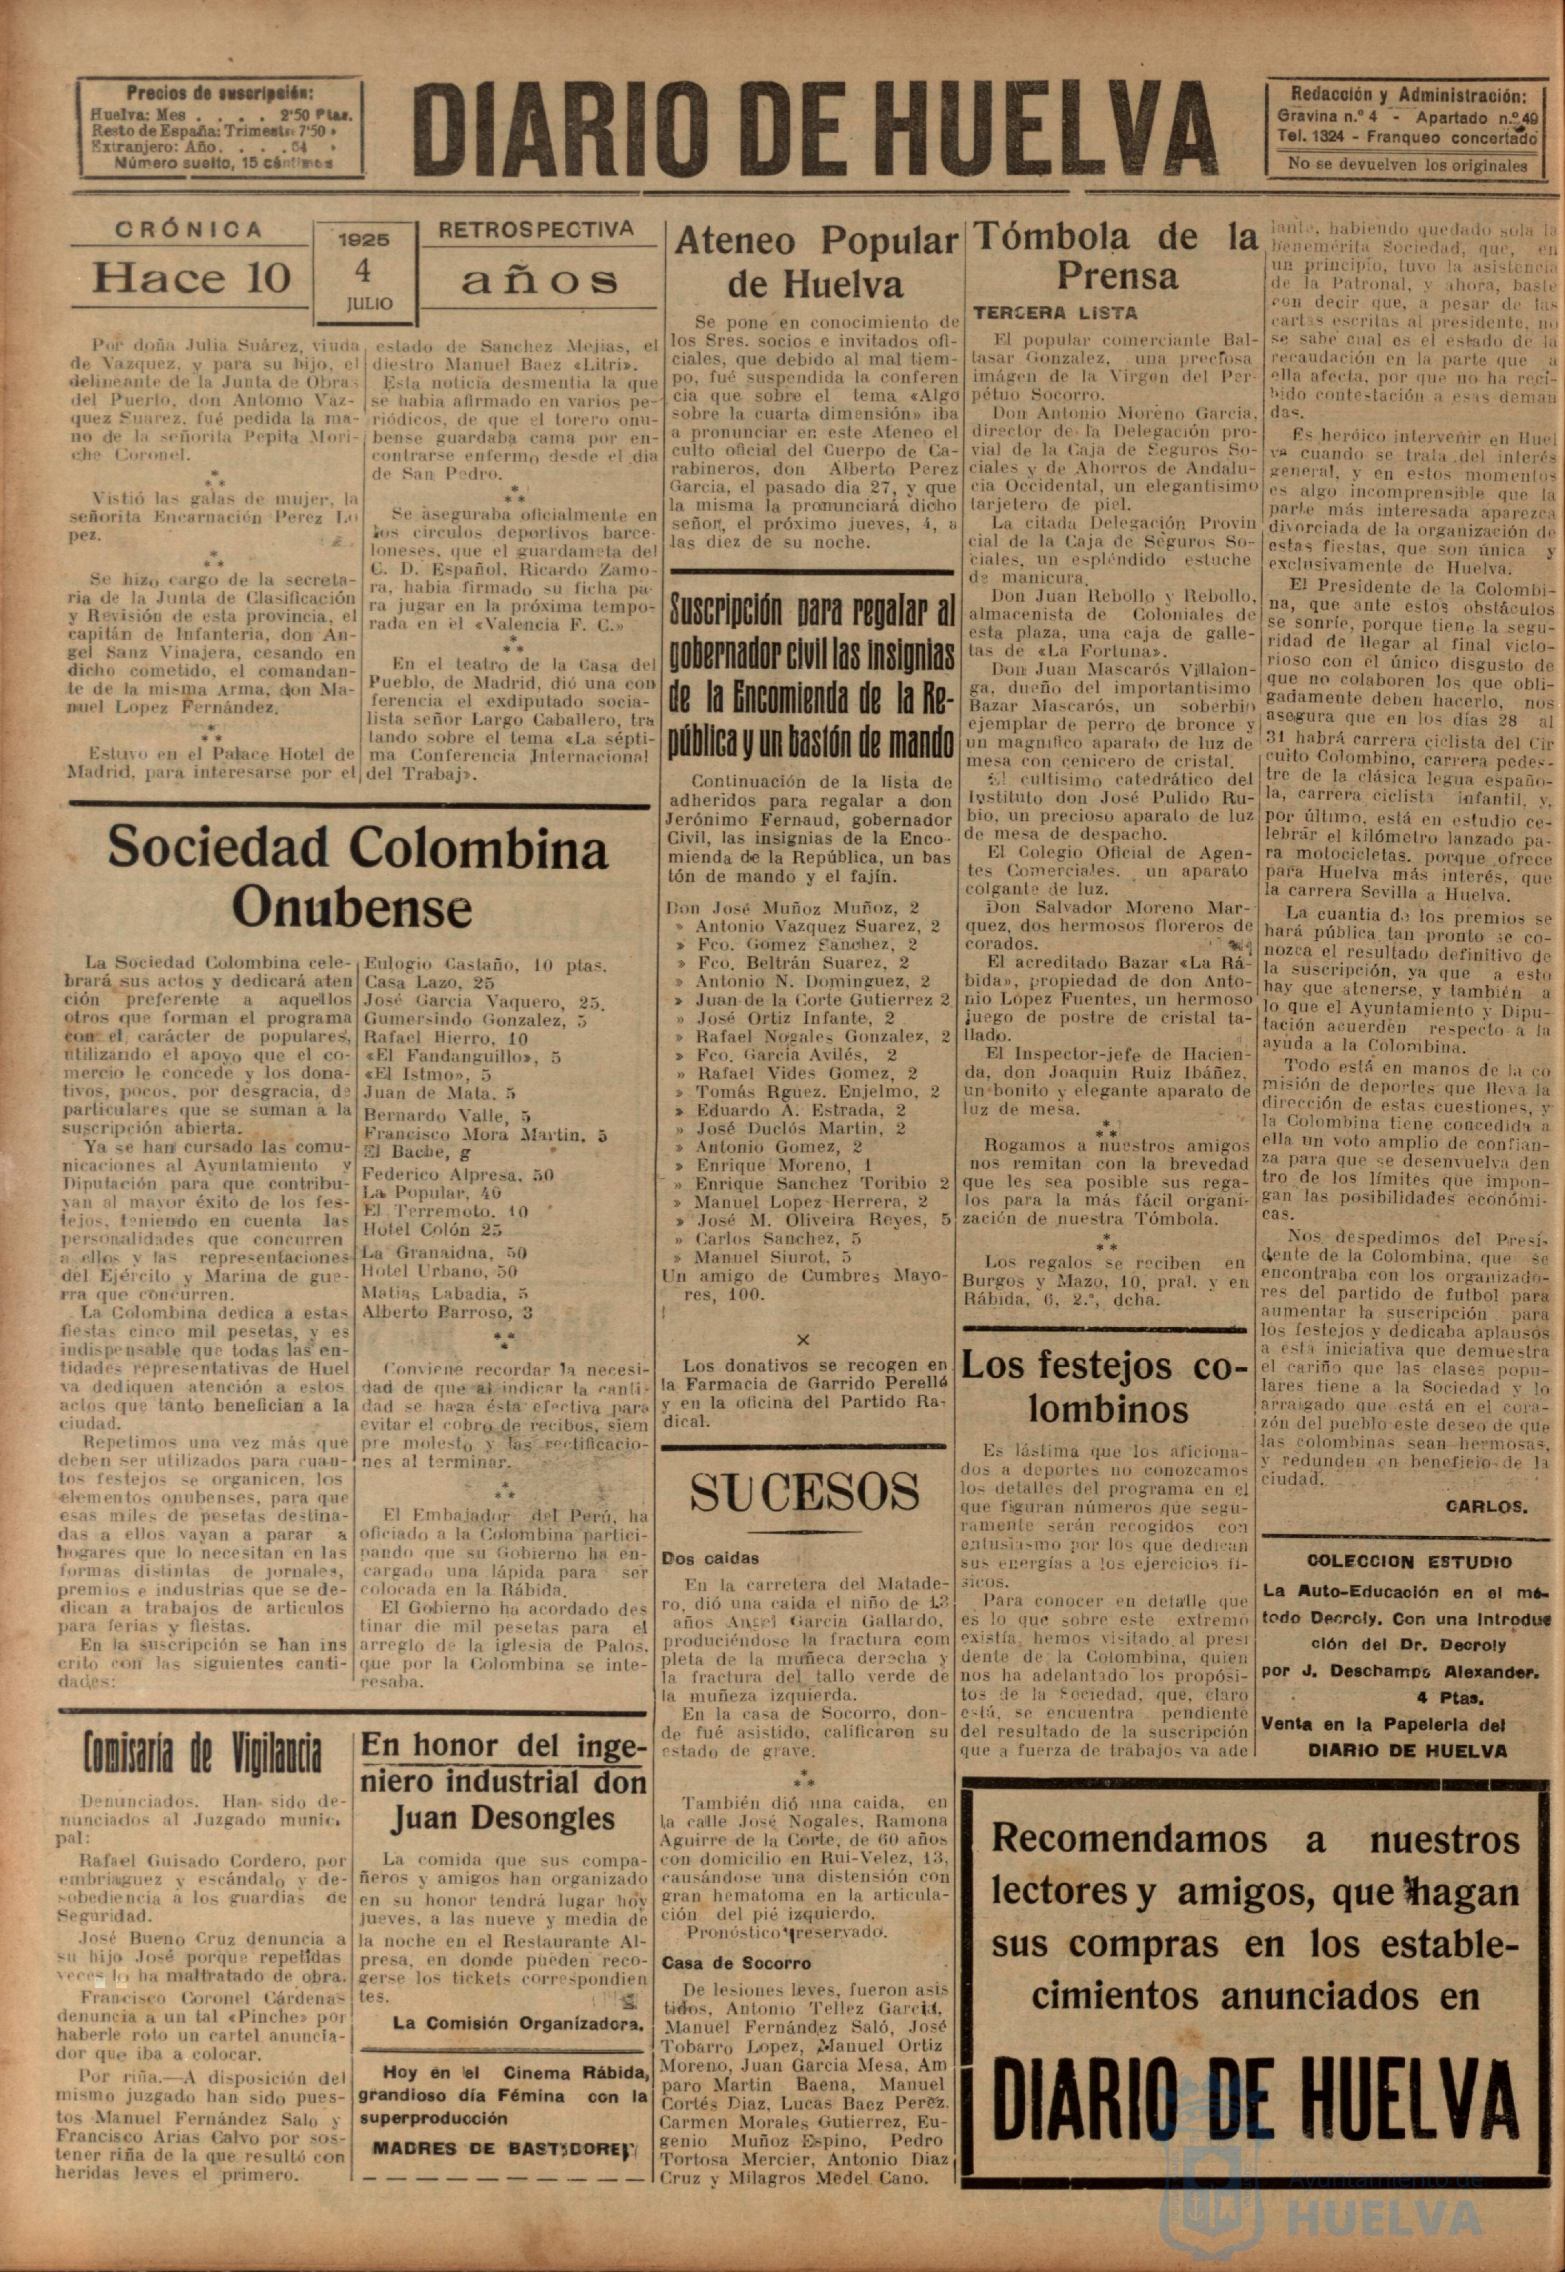 Precios de suscripción:
Huelva: Mes . . . . 2'50 Ptas.
Resto de España: Trimestre 7'50 »
Extranjero: Año. . . . 54 »
Número suelto, 15 céntimos
DIARIO DE HUELVA
Redacción y Administración:
Gravina n.º 4 - Apartado n.º 49
Tel. 1324 - Franqueo concertado
No se devuelven los originales
CRÓNICA
Hace 10
1925
4
JULIO
RETROSPECTIVA
años
Por doña Julia Suárez, viuda
de Vazquez, y para su hijo, el
delineante de la Junta de Obras
del Puerto, don Antonio Vaz-
quez Suarez, fué pedida la ma-
no de la señorita Pepita Mori-
che Coronel.
***
Vistió las galas de mujer, la
señorita Encarnación Perez Lo
pez.
***
Se hizo cargo de la secreta-
ria de la Junta de Clasificación
y Revisión de esta provincia, el
capitán de Infanteria, don An-
gel Sanz Vinajera, cesando en
dicho cometido, el comandan-
te de la misma Arma, don Ma-
nuel Lopez Fernández.
***
Estuvo en el Palace Hotel de
Madrid, para interesarse por el
estado de Sanchez Mejias, el
diestro Manuel Baez «Litri».
Esta noticia desmentia la que
se habia afirmado en varios pe-
riódicos, de que el torero onu-
bense guardaba cama por en-
contrarse enfermo desde el dia
de San Pedro.
***
Se aseguraba oficialmente en
los circulos deportivos barce-
loneses, que el guardameta del
C. D. Español, Ricardo Zamo-
ra, habia firmado su ficha pa-
ra jugar en la próxima tempo-
rada en el «Valencia F. C.»
***
En el teatro de la Casa del
Pueblo, de Madrid, dió una con
ferencia el exdiputado socia-
lista señor Largo Caballero, tra
tando sobre el tema «La sépti-
ma Conferencia Internacional
del Trabaj».
Sociedad Colombina
Onubense
La Sociedad Colombina cele-
brará sus actos y dedicará aten
ción preferente a aquellos
otros que forman el programa
con el carácter de populares,
utilizando el apoyo que el co-
mercio le concede y los dona-
tivos, pocos, por desgracia, de
particulares que se suman a la
suscripción abierta.
Ya se han cursado las comu-
nicaciones al Ayuntamiento y
Diputación para que contribu-
yan al mayor éxito de los fes-
tejos, teniendo en cuenta las
personalidades que concurren
a ellos y las representaciones
del Ejército y Marina de gue-
rra que concurren.
La Colombina dedica a estas
fiestas cinco mil pesetas, y es
indispensable que todas las en-
tidades representativas de Huel
va dediquen atención a estos
actos que tanto benefician a la
ciudad.
Repetimos una vez más que
deben ser utilizados para cuan-
tos festejos se organicen, los
elementos onubenses, para que
esas miles de pesetas destina-
das a ellos vayan a parar a
hogares que lo necesitan en las
formas distintas de jornales,
premios e industrias que se de-
dican a trabajos de articulos
para ferias y fiestas.
En la suscripción se han ins
crito con las siguientes canti-
dades:
Eulogio Castaño, 10 ptas.
Casa Lazo, 25
José Garcia Vaquero, 25.
Gumersindo Gonzalez, 5
Rafael Hierro, 10
«El Fandanguillo», 5
«El Istmo», 5
Juan de Mata, 5
Bernardo Valle, 5
Francisco Mora Martin, 5
El Bache, g
Federico Alpresa, 50
La Popular, 40
El Terremoto, 10
Hotel Colón 25
La Granaidna, 50
Hotel Urbano, 50
Matias Labadia, 5
Alberto Barroso, 3
***
Conviene recordar la necesi-
dad de que al indicar la canti-
dad se haga ésta efectiva para
evitar el cobro de recibos, siem
pre molesto y las rectificacio-
nes al terminar.
***
El Embajador del Perú, ha
oficiado a la Colombina partici-
pando que su Gobierno ha en-
cargado una lápida para ser
colocada en la Rábida.
El Gobierno ha acordado des
tinar die mil pesetas para el
arreglo de la iglesia de Palos,
que por la Colombina se inte-
resaba.
Comisaría de Vigilancia
Denunciados. Han sido de-
nunciados al Juzgado munic.
pal:
Rafael Guisado Cordero, por
embriaguez y escándalo y de-
sobediencia a los guardias de
Seguridad.
José Bueno Cruz denuncia a
su hijo José porque repetidas
veces lo ha maltratado de obra.
Francisco Coronel Cárdenas
denuncia a un tal «Pinche» por
haberle roto un cartel anuncia-
dor que iba a colocar.
Por riña.—A disposición del
mismo juzgado han sido pues-
tos Manuel Fernández Salo y
Francisco Arias Calvo por sos-
tener riña de la que resultó con
heridas leves el primero.
En honor del inge-
niero industrial don
Juan Desongles
La comida que sus compa-
ñeros y amigos han organizado
en su honor tendrá lugar hoy
jueves, a las nueve y media de
la noche en el Restaurante Al-
presa, en donde pueden reco-
gerse los tickets correspondien
tes.
La Comisión Organizadora.
Hoy en el Cinema Rábida,
grandioso día Fémina con la
superproducción
MADRES DE BASTIDORES
Ateneo Popular
de Huelva
Se pone en conocimiento de
los Sres. socios e invitados ofi-
ciales, que debido al mal tiem-
po, fué suspendida la conferen
cia que sobre el tema «Algo
sobre la cuarta dimensión» iba
a pronunciar en este Ateneo el
culto oficial del Cuerpo de Ca-
rabineros, don Alberto Perez
Garcia, el pasado dia 27, y que
la misma la pronunciará dicho
señor, el próximo jueves, 4, a
las diez de su noche.
Suscripción para regalar al
gobernador civil las insignias
de la Encomienda de la Re-
pública y un bastón de mando
Continuación de la lista de
adheridos para regalar a don
Jerónimo Fernaud, gobernador
Civil, las insignias de la Enco-
mienda de la República, un bas
tón de mando y el fajín.
Don José Muñoz Muñoz, 2
» Antonio Vazquez Suarez, 2
» Fco. Gomez Sanchez, 2
» Fco. Beltrán Suarez, 2
» Antonio N. Dominguez, 2
» Juan de la Corte Gutierrez 2
» José Ortiz Infante, 2
» Rafael Nogales Gonzalez, 2
» Fco. Garcia Avilés, 2
» Rafael Vides Gomez, 2
» Tomás Rguez. Enjelmo, 2
» Eduardo A. Estrada, 2
» José Duclós Martin, 2
» Antonio Gomez, 2
» Enrique Moreno, 1
» Enrique Sanchez Toribio 2
» Manuel Lopez Herrera, 2
» José M. Oliveira Reyes, 5
» Carlos Sanchez, 5
» Manuel Siurot, 5
Un amigo de Cumbres Mayo-
res, 100.
×
Los donativos se recogen en
la Farmacia de Garrido Perelló
y en la oficina del Partido Ra-
dical.
SUCESOS
Dos caidas
En la carretera del Matade-
ro, dió una caida el niño de 13
años Angel Garcia Gallardo,
produciéndose la fractura com
pleta de la muñeca derecha y
la fractura del tallo verde de
la muñeza izquierda.
En la casa de Socorro, don-
de fué asistido, calificaron su
estado de grave.
***
También dió una caida, en
la calle José Nogales, Ramona
Aguirre de la Corte, de 60 años
con domicilio en Rui-Velez, 13,
causándose una distensión con
gran hematoma en la articula-
ción del pié izquierdo.
Pronóstico reservado.
Casa de Socorro
De lesiones leves, fueron asis
tidos, Antonio Tellez Garcia,
Manuel Fernández Saló, José
Tobarro Lopez, Manuel Ortiz
Moreno, Juan Garcia Mesa, Am
paro Martin Baena, Manuel
Cortés Diaz, Lucas Baez Perez,
Carmen Morales Gutierrez, Eu-
genio Muñoz Espino, Pedro
Tortosa Mercier, Antonio Diaz
Cruz y Milagros Medel Cano.
Tómbola de la
Prensa
TERCERA LISTA
El popular comerciante Bal-
tasar Gonzalez, una preciosa
imágen de la Virgen del Per-
pétuo Socorro.
Don Antonio Moreno Garcia,
director de la Delegación pro-
vial de la Caja de Seguros So-
ciales y de Ahorros de Andalu-
cia Occidental, un elegantisimo
tarjetero de piel.
La citada Delegación Provin
cial de la Caja de Seguros So-
ciales, un espléndido estuche
de manicura.
Don Juan Rebollo y Rebollo,
almacenista de Coloniales de
esta plaza, una caja de galle-
tas de «La Fortuna».
Don Juan Mascarós Villalon-
ga, dueño del importantisimo
Bazar Mascarós, un soberbio
ejemplar de perro de bronce y
un magnifico aparato de luz de
mesa con cenicero de cristal.
El cultisimo catedrático del
Instituto don José Pulido Ru-
bio, un precioso aparato de luz
de mesa de despacho.
El Colegio Oficial de Agen-
tes Comerciales. un aparato
colgante de luz.
Don Salvador Moreno Mar-
quez, dos hermosos floreros de
corados.
El acreditado Bazar «La Rá-
bida», propiedad de don Anto-
nio López Fuentes, un hermoso
juego de postre de cristal ta-
llado.
El Inspector-jefe de Hacien-
da, don Joaquin Ruiz Ibáñez,
un bonito y elegante aparato de
luz de mesa.
***
Rogamos a nuestros amigos
nos remitan con la brevedad
que les sea posible sus rega-
los para la más fácil organi-
zación de nuestra Tómbola.
***
Los regalos se reciben en
Burgos y Mazo, 10, pral. y en
Rábida, 6, 2.º, dcha.
Los festejos co-
lombinos
Es lástima que los aficiona-
dos a deportes no conozcamos
los detalles del programa en el
que figuran números que segu-
ramente serán recogidos con
entusiasmo por los que dedican
sus energías a los ejercicios fí-
sicos.
Para conocer en detalle que
es lo que sobre este extremo
existía, hemos visitado al presi
dente de la Colombina, quien
nos ha adelantado los propósi-
tos de la Sociedad, que, claro
está, se encuentra pendiente
del resultado de la suscripción
que a fuerza de trabajos va ade
lante, habiendo quedado sola la
benemérita Sociedad, que, en
un principio, tuvo la asistencia
de la Patronal, y ahora, baste
con decir que, a pesar de las
cartas escritas al presidente, no
se sabe cual es el estado de la
recaudación en la parte que a
ella afecta, por que no ha reci-
bido contestación a esas deman
das.
Es heróico intervenir en Huel
va cuando se trata del interés
general, y en estos momentos
es algo incomprensible que la
parte más interesada aparezca
divorciada de la organización de
estas fiestas, que son única y
exclusivamente de Huelva.
El Presidente de la Colombi-
na, que ante estos obstáculos
se sonrie, porque tiene la segu-
ridad de llegar al final victo-
rioso con el único disgusto de
que no colaboren los que obli-
gadamente deben hacerlo, nos
asegura que en los días 28 al
31 habrá carrera ciclista del Cir
cuito Colombino, carrera pedes-
tre de la clásica legua españo-
la, carrera ciclista infantil, y,
por último, está en estudio ce-
lebrar el kilómetro lanzado pa-
ra motocicletas, porque ofrece
para Huelva más interés, que
la carrera Sevilla a Huelva.
La cuantia de los premios se
hará pública tan pronto se co-
nozca el resultado definitivo de
la suscripción, ya que a esto
hay que atenerse, y también a
lo que el Ayuntamiento y Dipu-
tación acuerden respecto a la
ayuda a la Colombina.
Todo está en manos de la co
misión de deportes que lleva la
dirección de estas cuestiones, y
la Colombina tiene concedida a
ella un voto amplio de confian-
za para que se desenvuelva den
tro de los límites que impon-
gan las posibilidades económi-
cas.
Nos despedimos del Presi-
dente de la Colombina, que se
encontraba con los organizado-
res del partido de futbol para
aumentar la suscripción para
los festejos y dedicaba aplausos
a esta iniciativa que demuestra
el cariño que las clases popu-
lares tiene a la Sociedad y lo
arraigado que está en el cora-
zón del pueblo este deseo de que
las colombinas sean hermosas,
y redunden en beneficio de la
ciudad.
CARLOS.
COLECCION ESTUDIO
La Auto-Educación en el mé-
todo Decroly. Con una Introduc
ción del Dr. Decroly
por J. Deschamps Alexander.
4 Ptas.
Venta en la Papelería del
DIARIO DE HUELVA
Recomendamos a nuestros
lectores y amigos, que hagan
sus compras en los estable-
cimientos anunciados en
DIARIO DE HUELVA
Ayuntamiento de
HUELVA